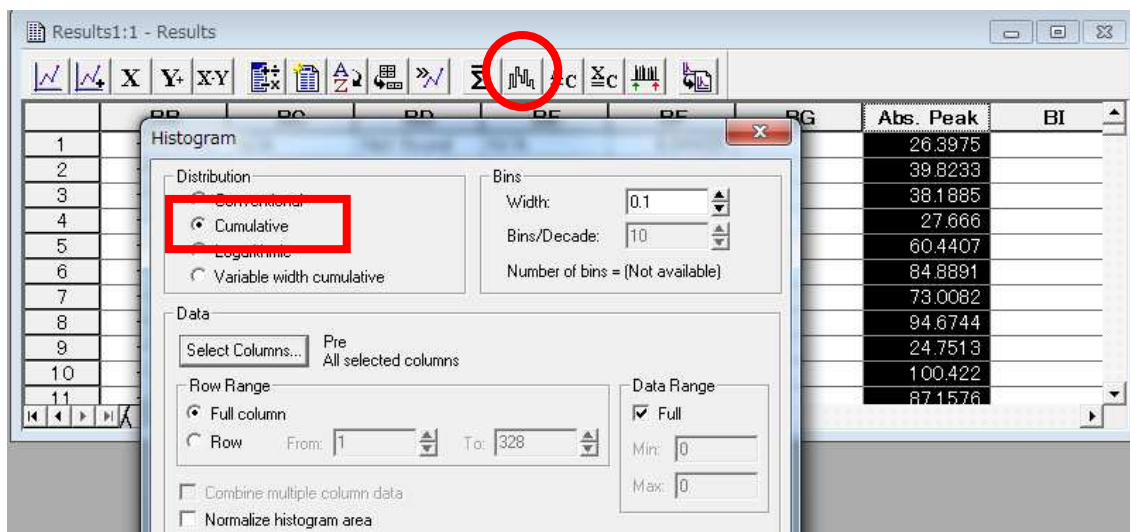 Results1:1 - Results
X Y+ X-Y Σ Σc
BG Abs. Peak BI
Histogram
1 26.3975
2 39.8233
3 38.1885
4 27.666
5 60.4407
6 84.8891
7 73.0082
8 94.6744
9 24.7513
10 100.422
11 87.1576
Distribution
Conventional
Cumulative
Logarithmic
Variable width cumulative
Bins
Width: 0.1
Bins/Decade: 10
Number of bins = (Not available)
Data
Select Columns... Pre
All selected columns
Row Range
Full column
Row From: 1 To: 328
Data Range
Full
Min: 0
Max: 0
Combine multiple column data
Normalize histogram area